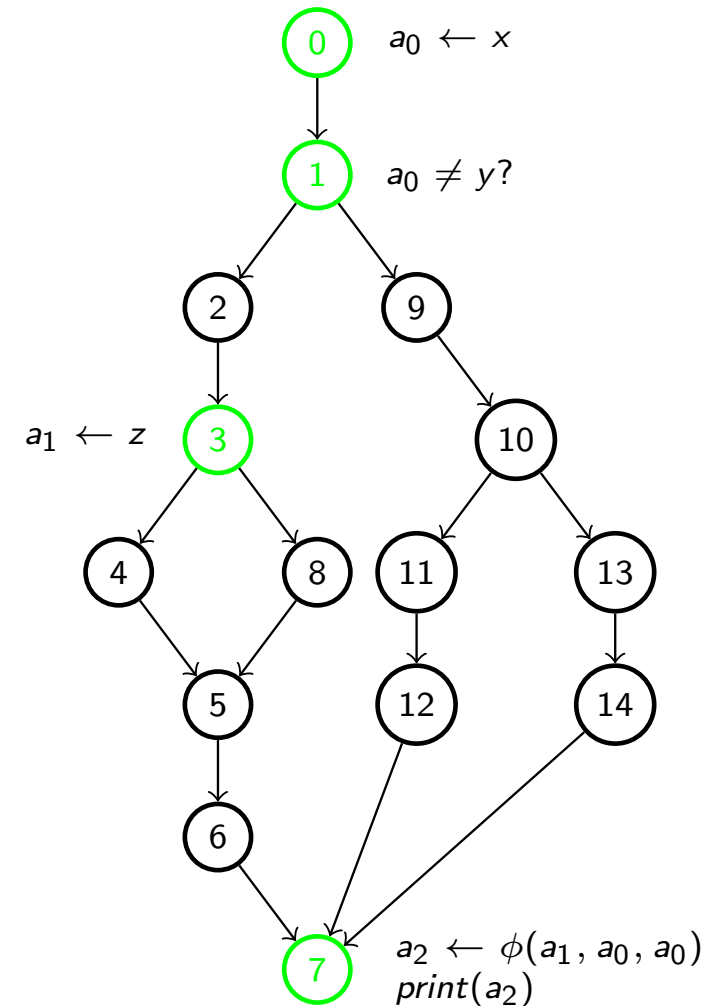 0 a₀ ← x
1 a₀ ≠ y?
2 9
a₁ ← z 3 10
4 8 11 13
5 12 14
6
7 a₂ ← ϕ(a₁, a₀, a₀)
print(a₂)